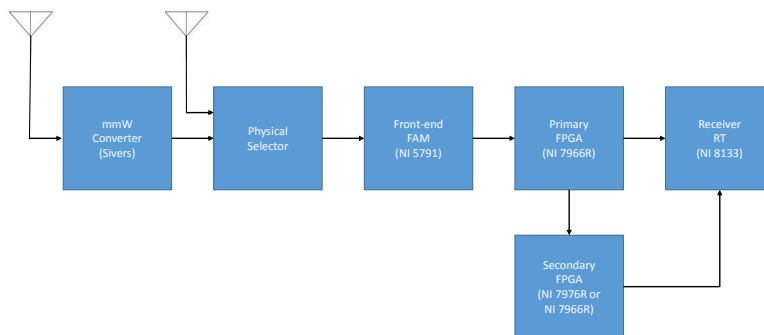 mmW
Converter
(Sivers)
Physical
Selector
Front-end
FAM
(NI 5791)
Primary
FPGA
(NI 7966R)
Receiver
RT
(NI 8133)
Secondary
FPGA
(NI 7976R or
NI 7966R)